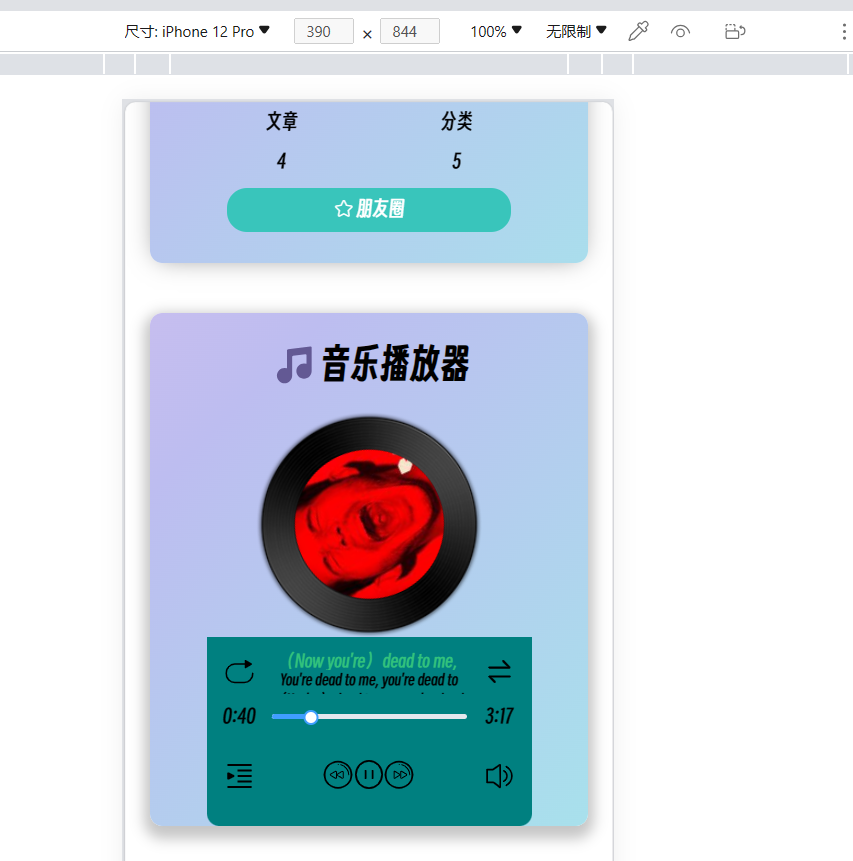 尺寸: iPhone 12 Pro 390 × 844 100% 无限制
文章 分类
4 5
朋友圈
音乐播放器
（Now you're） dead to me,
You're dead to me, you're dead to
0:40 3:17